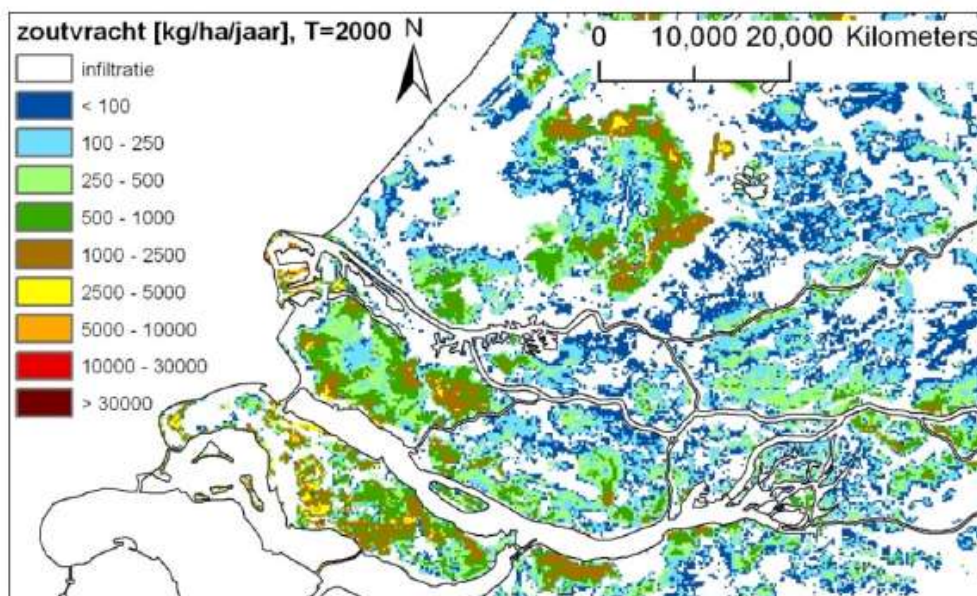 zoutvracht [kg/ha/jaar], T=2000
infiltratie
< 100
100 - 250
250 - 500
500 - 1000
1000 - 2500
2500 - 5000
5000 - 10000
10000 - 30000
> 30000
N
0 10,000 20,000 Kilometers